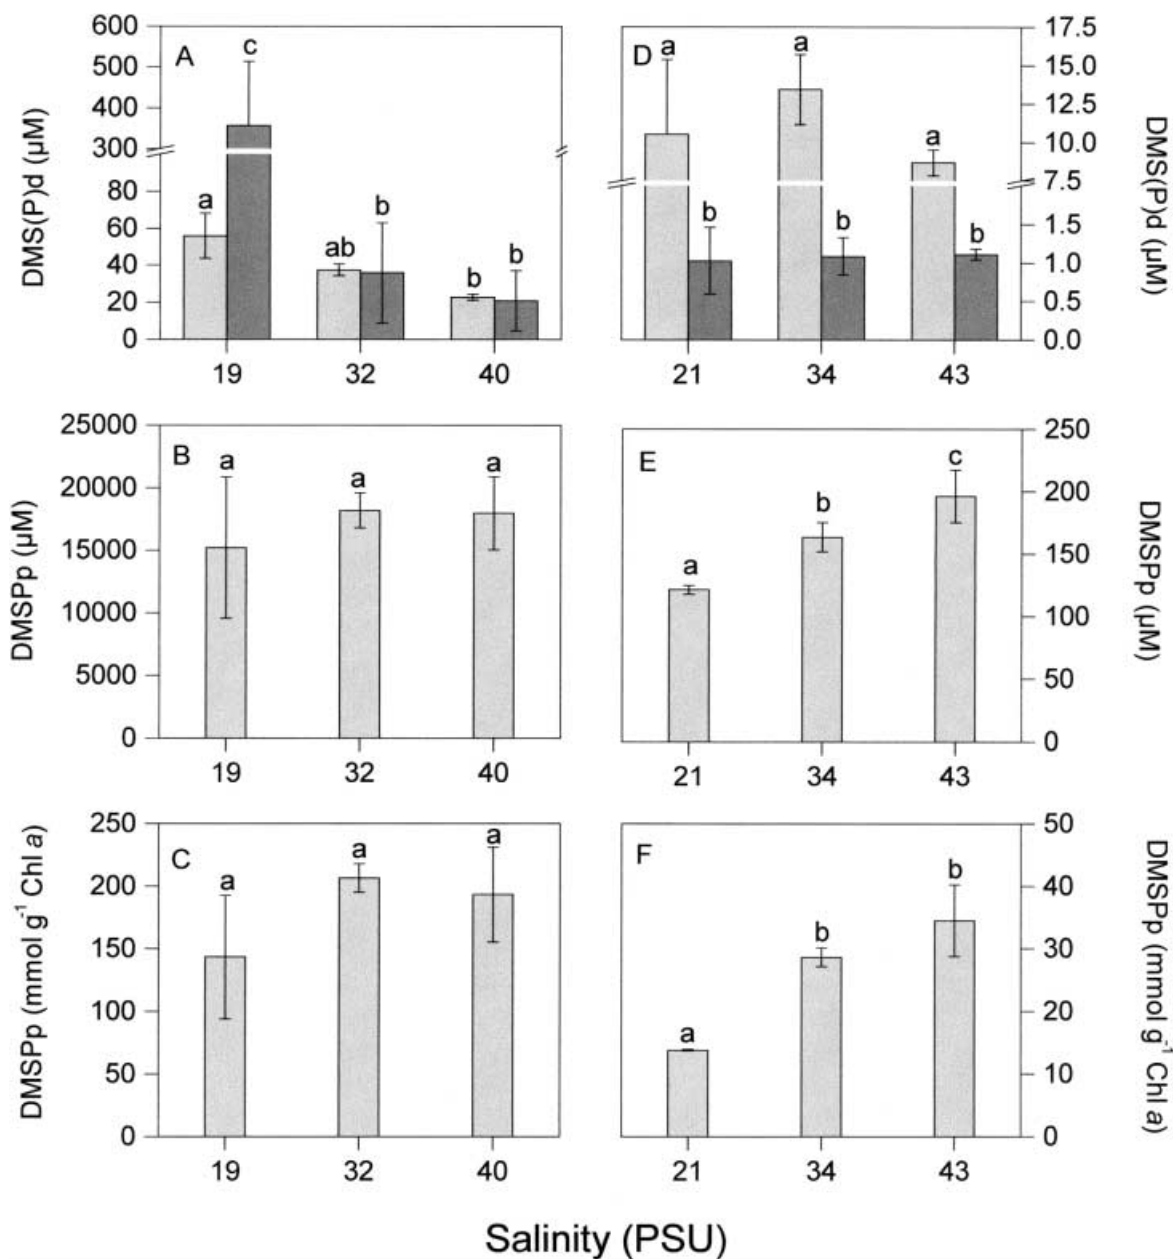 A
DMS(P)d (µM)
600
500
400
300
80
60
40
20
0
a
c
ab
b
b
b
19
32
40
D
DMS(P)d (µM)
17.5
15.0
12.5
10.0
7.5
1.5
1.0
0.5
0.0
a
b
a
b
a
b
21
34
43
B
DMSPp (µM)
25000
20000
15000
10000
5000
0
a
a
a
19
32
40
E
DMSPp (µM)
250
200
150
100
50
0
a
b
c
21
34
43
C
DMSPp (mmol g⁻¹ Chl a)
250
200
150
100
50
0
a
a
a
19
32
40
F
DMSPp (mmol g⁻¹ Chl a)
50
40
30
20
10
0
a
b
b
21
34
43
Salinity (PSU)